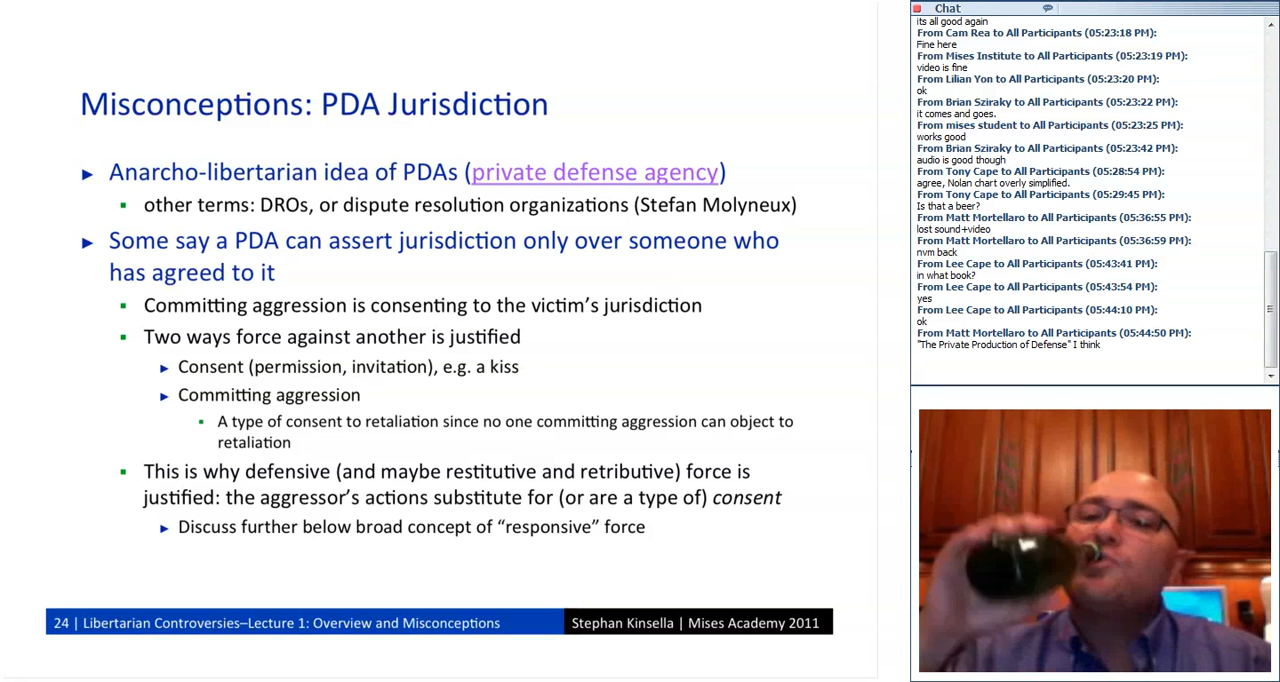 Misconceptions: PDA Jurisdiction
► Anarcho-libertarian idea of PDAs (private defense agency)
▪ other terms: DROs, or dispute resolution organizations (Stefan Molyneux)
► Some say a PDA can assert jurisdiction only over someone who
has agreed to it
▪ Committing aggression is consenting to the victim's jurisdiction
▪ Two ways force against another is justified
► Consent (permission, invitation), e.g. a kiss
► Committing aggression
▪ A type of consent to retaliation since no one committing aggression can object to
retaliation
▪ This is why defensive (and maybe restitutive and retributive) force is
justified: the aggressor's actions substitute for (or are a type of) consent
► Discuss further below broad concept of "responsive" force
24 | Libertarian Controversies–Lecture 1: Overview and Misconceptions
Stephan Kinsella | Mises Academy 2011
Chat
its all good again
From Cam Rea to All Participants (05:23:18 PM):
Fine here
From Mises Institute to All Participants (05:23:19 PM):
video is fine
From Lilian Yon to All Participants (05:23:20 PM):
ok
From Brian Sziraky to All Participants (05:23:22 PM):
it comes and goes.
From mises student to All Participants (05:23:25 PM):
works good
From Brian Sziraky to All Participants (05:23:42 PM):
audio is good though
From Tony Cape to All Participants (05:28:54 PM):
agree, Nolan chart overly simplified.
From Tony Cape to All Participants (05:29:45 PM):
Is that a beer?
From Matt Mortellaro to All Participants (05:36:55 PM):
lost sound+video
From Matt Mortellaro to All Participants (05:36:59 PM):
nvm back
From Lee Cape to All Participants (05:43:41 PM):
in what book?
From Lee Cape to All Participants (05:43:54 PM):
yes
From Lee Cape to All Participants (05:44:10 PM):
ok
From Matt Mortellaro to All Participants (05:44:50 PM):
"The Private Production of Defense" I think